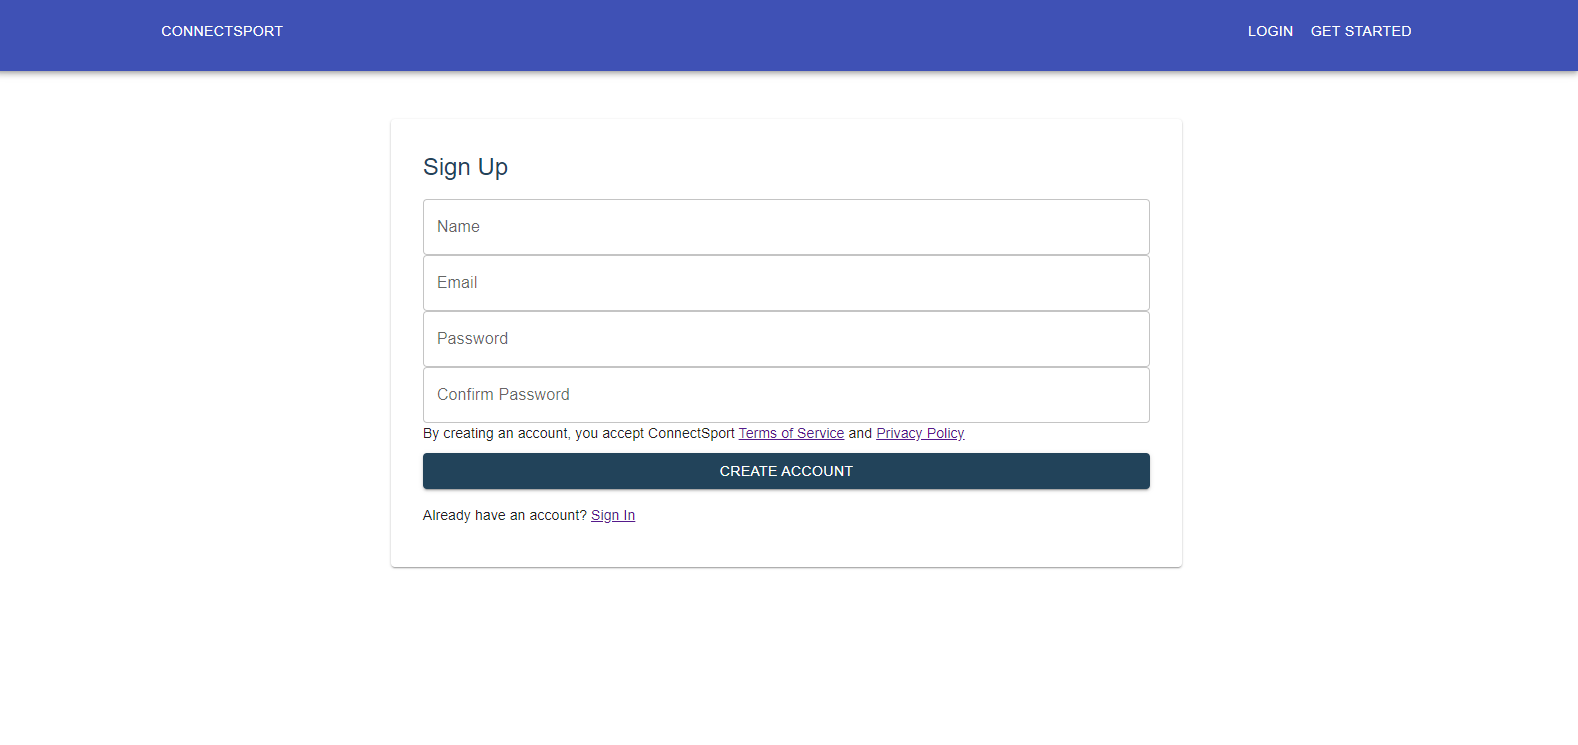 CONNECTSPORT LOGIN GET STARTED
Sign Up
Name
Email
Password
Confirm Password
By creating an account, you accept ConnectSport Terms of Service and Privacy Policy
CREATE ACCOUNT
Already have an account? Sign In